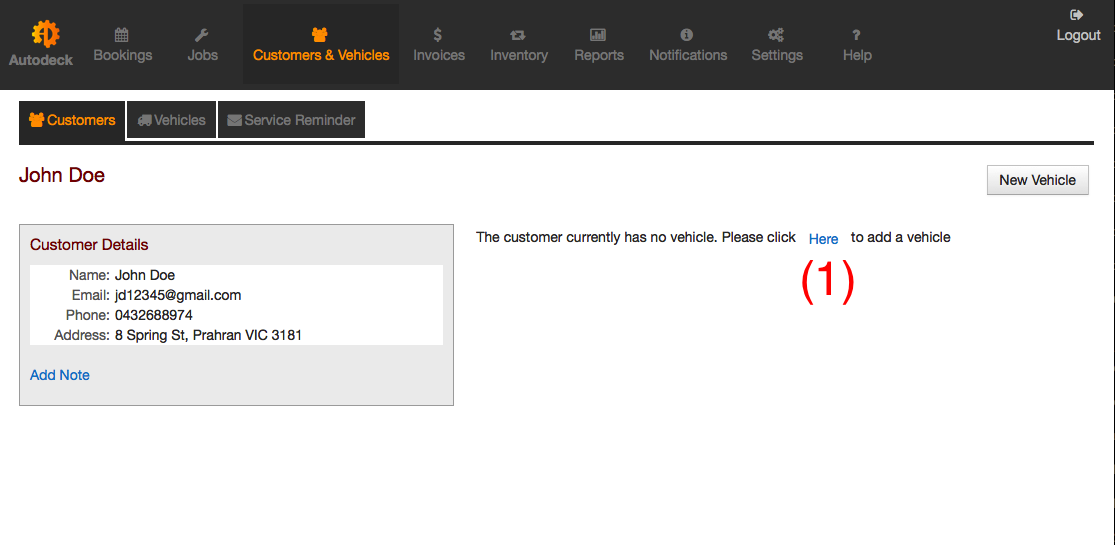 Autodeck
Bookings
Jobs
Customers & Vehicles
Invoices
Inventory
Reports
Notifications
Settings
? Help
Logout
Customers
Vehicles
Service Reminder
John Doe
New Vehicle
Customer Details
Name: John Doe
Email: jd12345@gmail.com
Phone: 0432688974
Address: 8 Spring St, Prahran VIC 3181
Add Note
The customer currently has no vehicle. Please click Here to add a vehicle
(1)